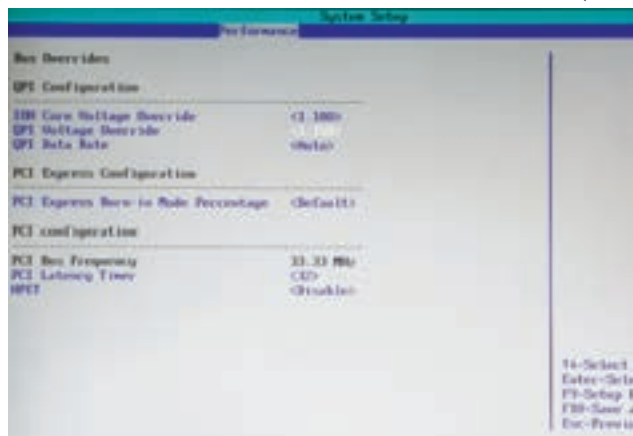 System Setup
Performance
Bus Overrides
QPI Configuration
IOH Core Voltage Override <1.100>
QPI Voltage Override
QPI Data Rate <Auto>
PCI Express Configuration
PCI Express Burn-in Mode Percentage <Default>
PCI configuration
PCI Bus Frequency 33.33 MHz
PCI Latency Timer <32>
HPET <Disable>
Enter-Sele
F9-Setup
F10-Save a
Esc-Previo